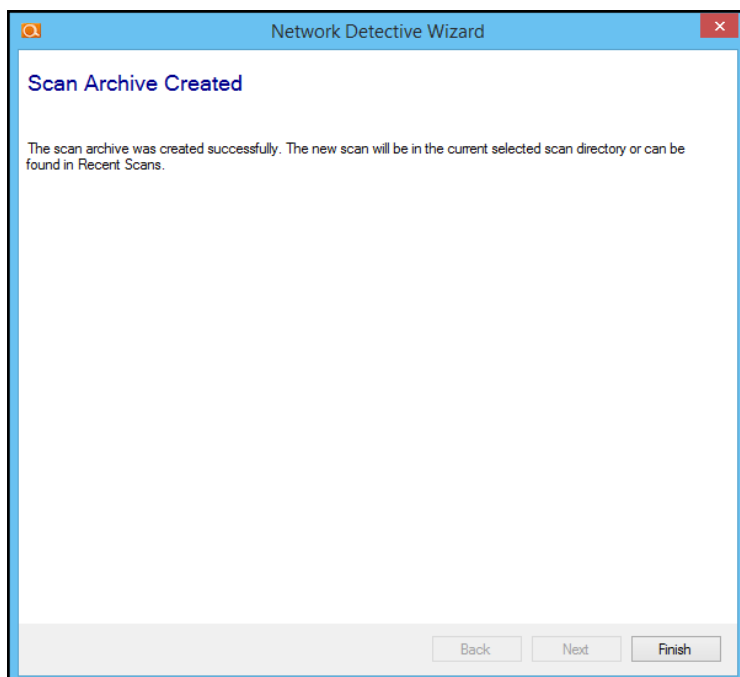 Network Detective Wizard
×
Scan Archive Created
The scan archive was created successfully. The new scan will be in the current selected scan directory or can be
found in Recent Scans.
Back Next Finish